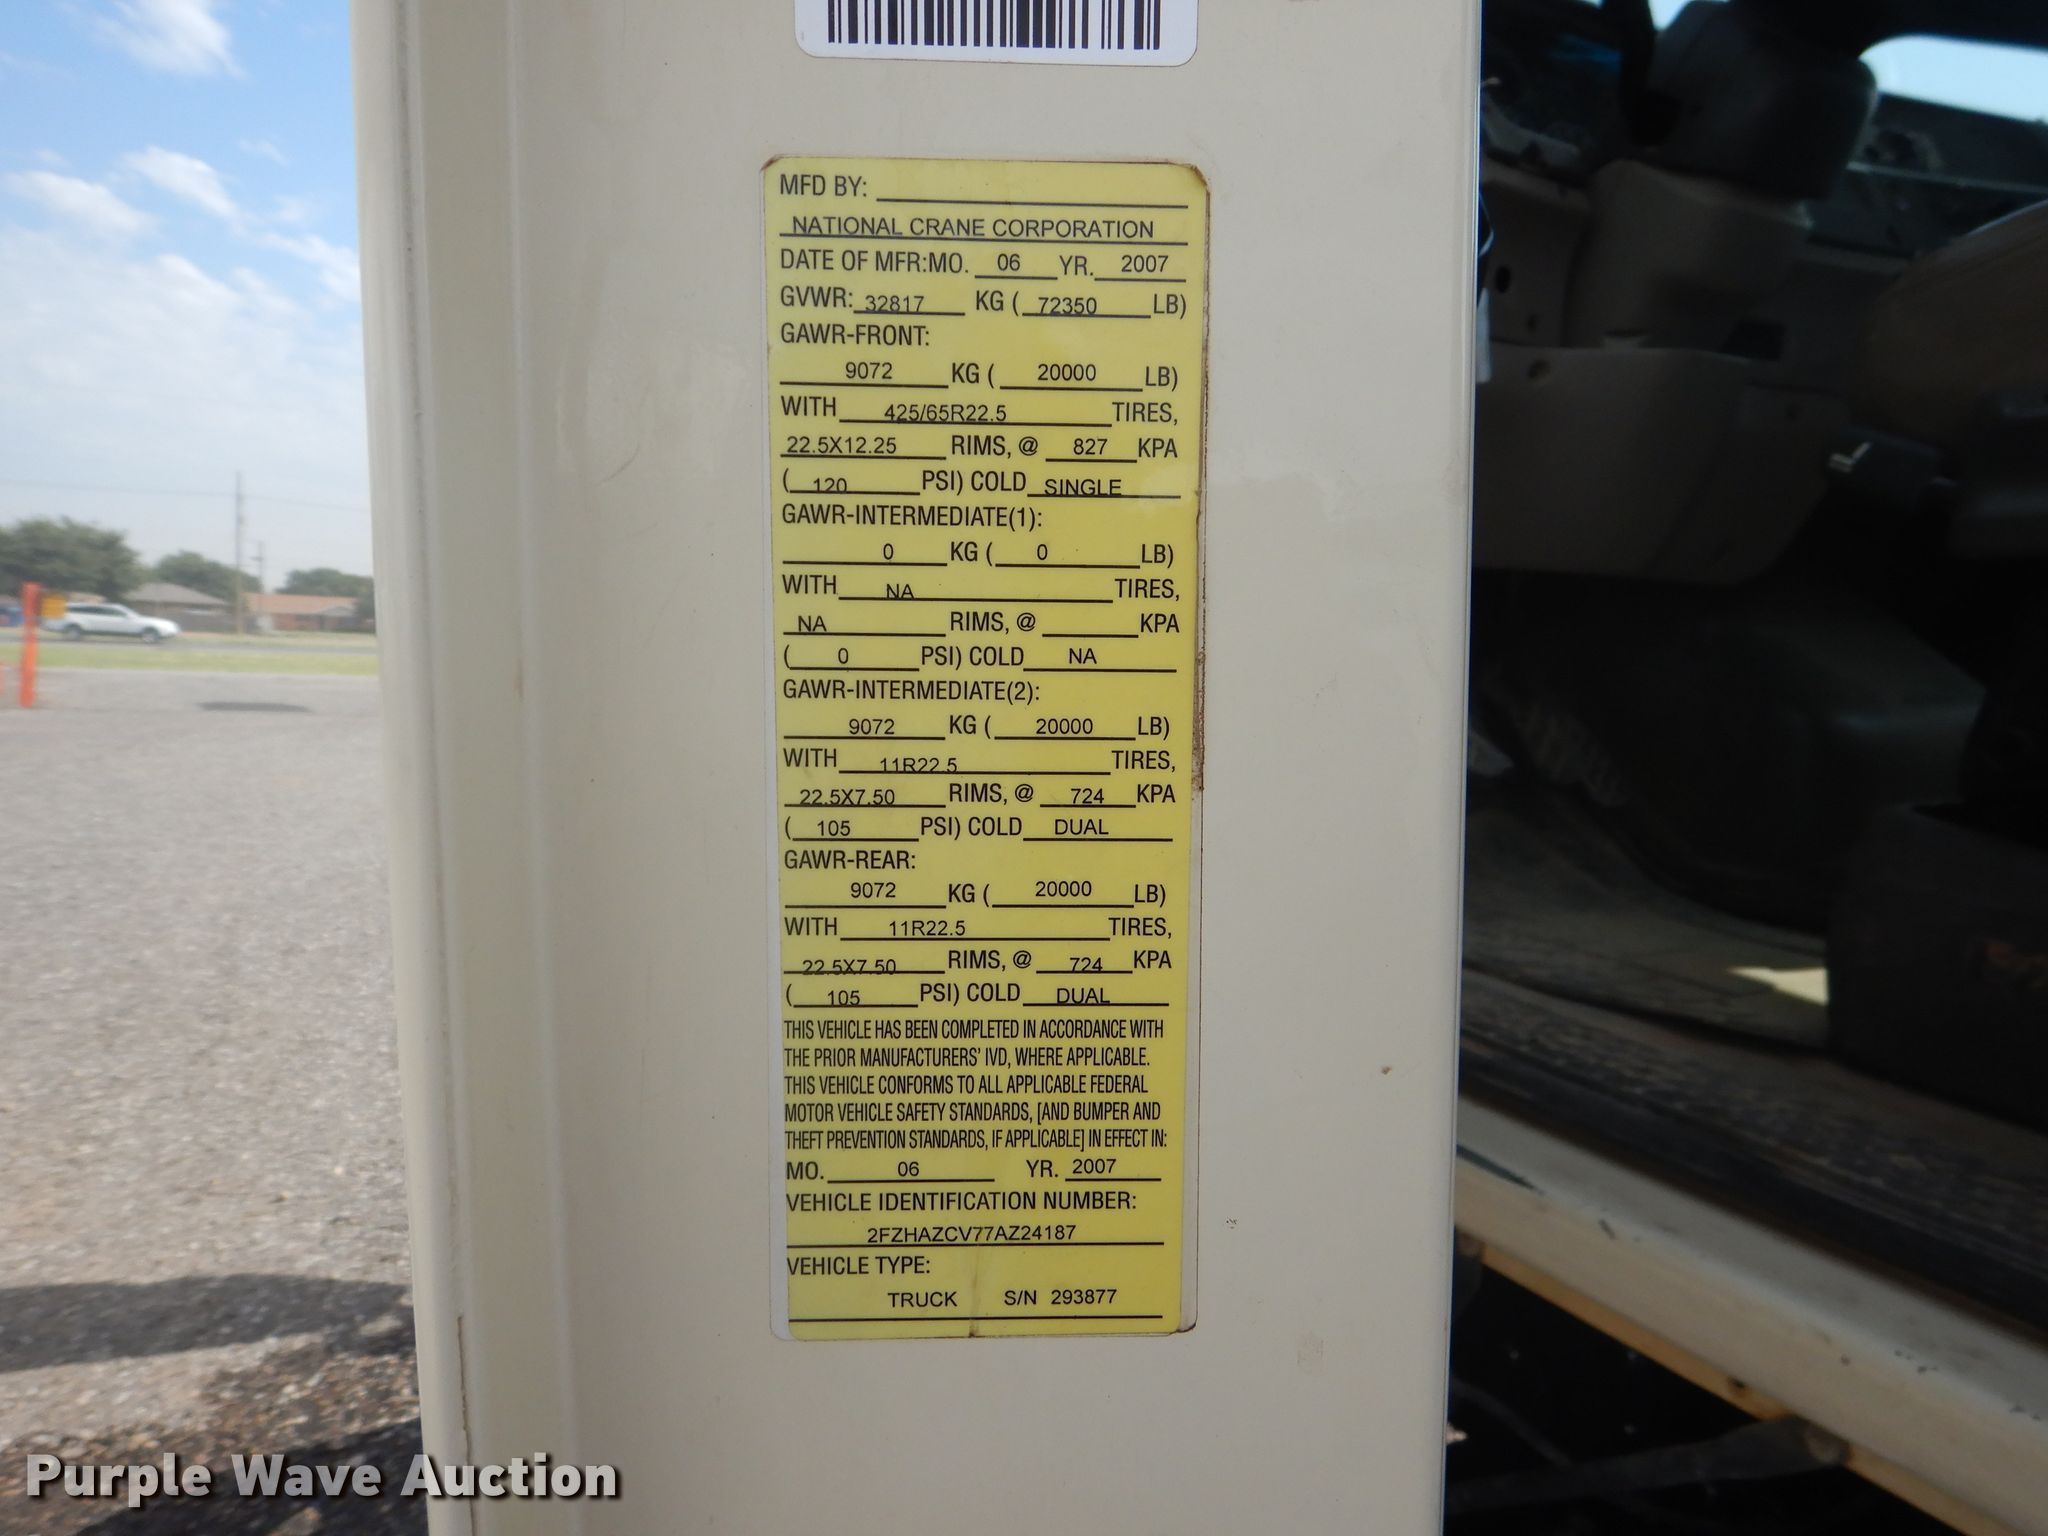 MFD BY:
NATIONAL CRANE CORPORATION
DATE OF MFR:MO. 06 YR. 2007
GVWR: 32817 KG ( 72350 LB)
GAWR-FRONT:
9072 KG ( 20000 LB)
WITH 425/65R22.5 TIRES,
22.5X12.25 RIMS, @ 827 KPA
( 120 PSI) COLD SINGLE
GAWR-INTERMEDIATE(1):
0 KG ( 0 LB)
WITH NA TIRES,
NA RIMS, @ KPA
( 0 PSI) COLD NA
GAWR-INTERMEDIATE(2):
9072 KG ( 20000 LB)
WITH 11R22.5 TIRES,
22.5X7.50 RIMS, @ 724 KPA
( 105 PSI) COLD DUAL
GAWR-REAR:
9072 KG ( 20000 LB)
WITH 11R22.5 TIRES,
22.5X7.50 RIMS, @ 724 KPA
( 105 PSI) COLD DUAL
THIS VEHICLE HAS BEEN COMPLETED IN ACCORDANCE WITH
THE PRIOR MANUFACTURERS' IVD, WHERE APPLICABLE.
THIS VEHICLE CONFORMS TO ALL APPLICABLE FEDERAL
MOTOR VEHICLE SAFETY STANDARDS, [AND BUMPER AND
THEFT PREVENTION STANDARDS, IF APPLICABLE] IN EFFECT IN:
MO. 06 YR. 2007
VEHICLE IDENTIFICATION NUMBER:
2FZHAZCV77AZ24187
VEHICLE TYPE:
TRUCK S/N 293877
Purple Wave Auction